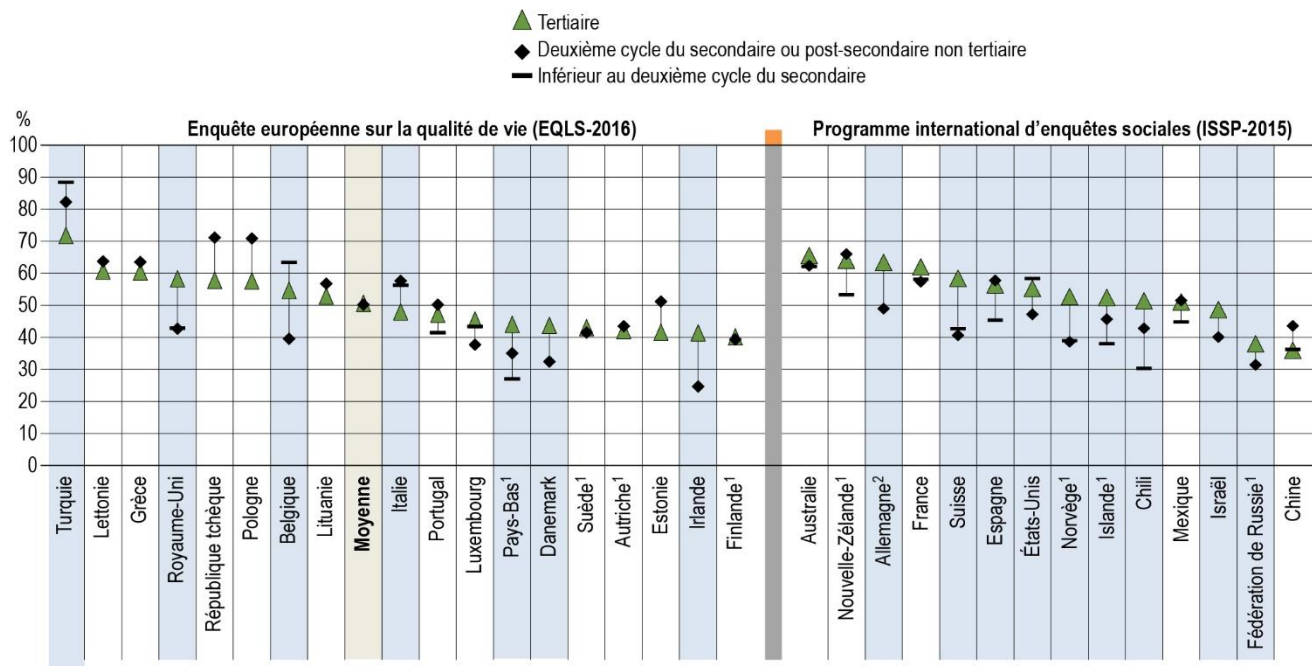 Tertiaire
Deuxième cycle du secondaire ou post-secondaire non tertiaire
Inférieur au deuxième cycle du secondaire
%
Enquête européenne sur la qualité de vie (EQLS-2016)
Programme international d'enquêtes sociales (ISSP-2015)
100
90
80
70
60
50
40
30
20
10
0
Turquie
Lettonie
Grèce
Royaume-Uni
République tchèque
Pologne
Belgique
Lituanie
Moyenne
Italie
Portugal
Luxembourg
Pays-Bas¹
Danemark
Suède¹
Autriche¹
Estonie
Irlande
Finlande¹
Australie
Nouvelle-Zélande¹
Allemagne²
France
Suisse
Espagne
États-Unis
Norvège¹
Islande¹
Chili
Mexique
Israël
Fédération de Russie¹
Chine